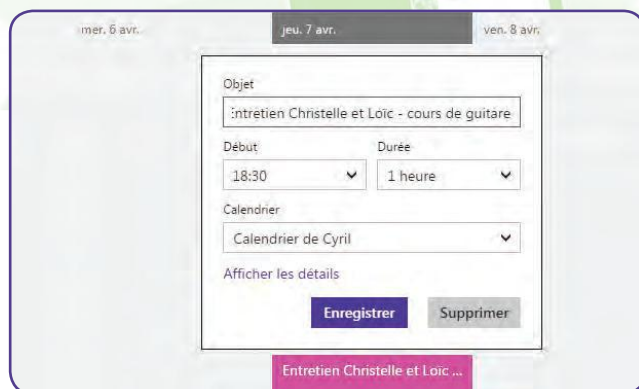 mer. 6 avr. jeu. 7 avr. ven. 8 avr.
Objet
ntretien Christelle et Loïc - cours de guitare
Début Durée
18:30 1 heure
Calendrier
Calendrier de Cyril
Afficher les détails
Enregistrer Supprimer
Entretien Christelle et Loïc ...